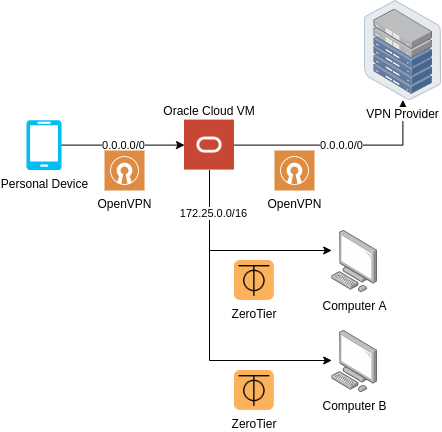 Oracle Cloud VM
VPN Provider
0.0.0.0/0
0.0.0.0/0
Personal Device
OpenVPN
OpenVPN
172.25.0/16
ZeroTier
Computer A
ZeroTier
Computer B